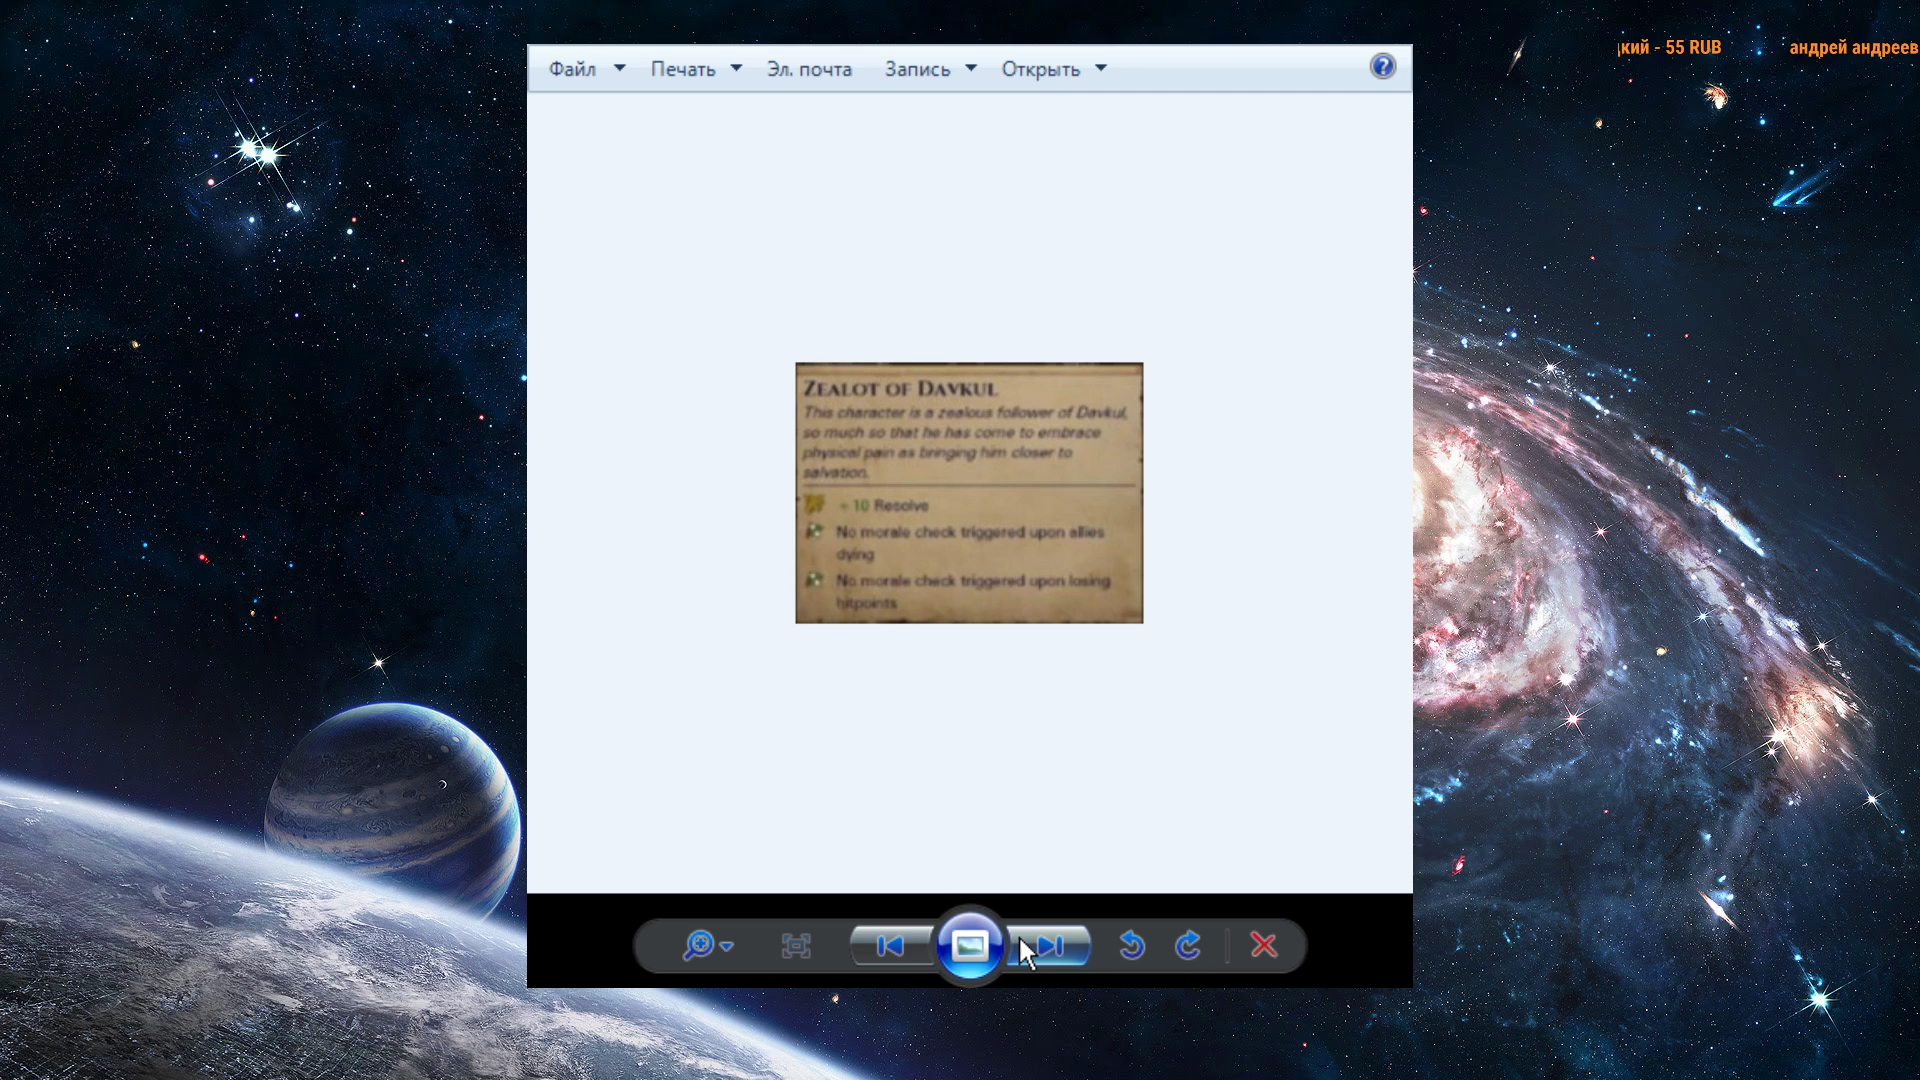 кий - 55 RUB андрей андреев
Файл Печать Эл. почта Запись Открыть
ZEALOT OF DAVKUL
This character is a zealous follower of Davkul,
so much so that he has come to embrace
physical pain as bringing him closer to
salvation.
+10 Resolve
No morale check triggered upon allies
dying
No morale check triggered upon losing
hitpoints